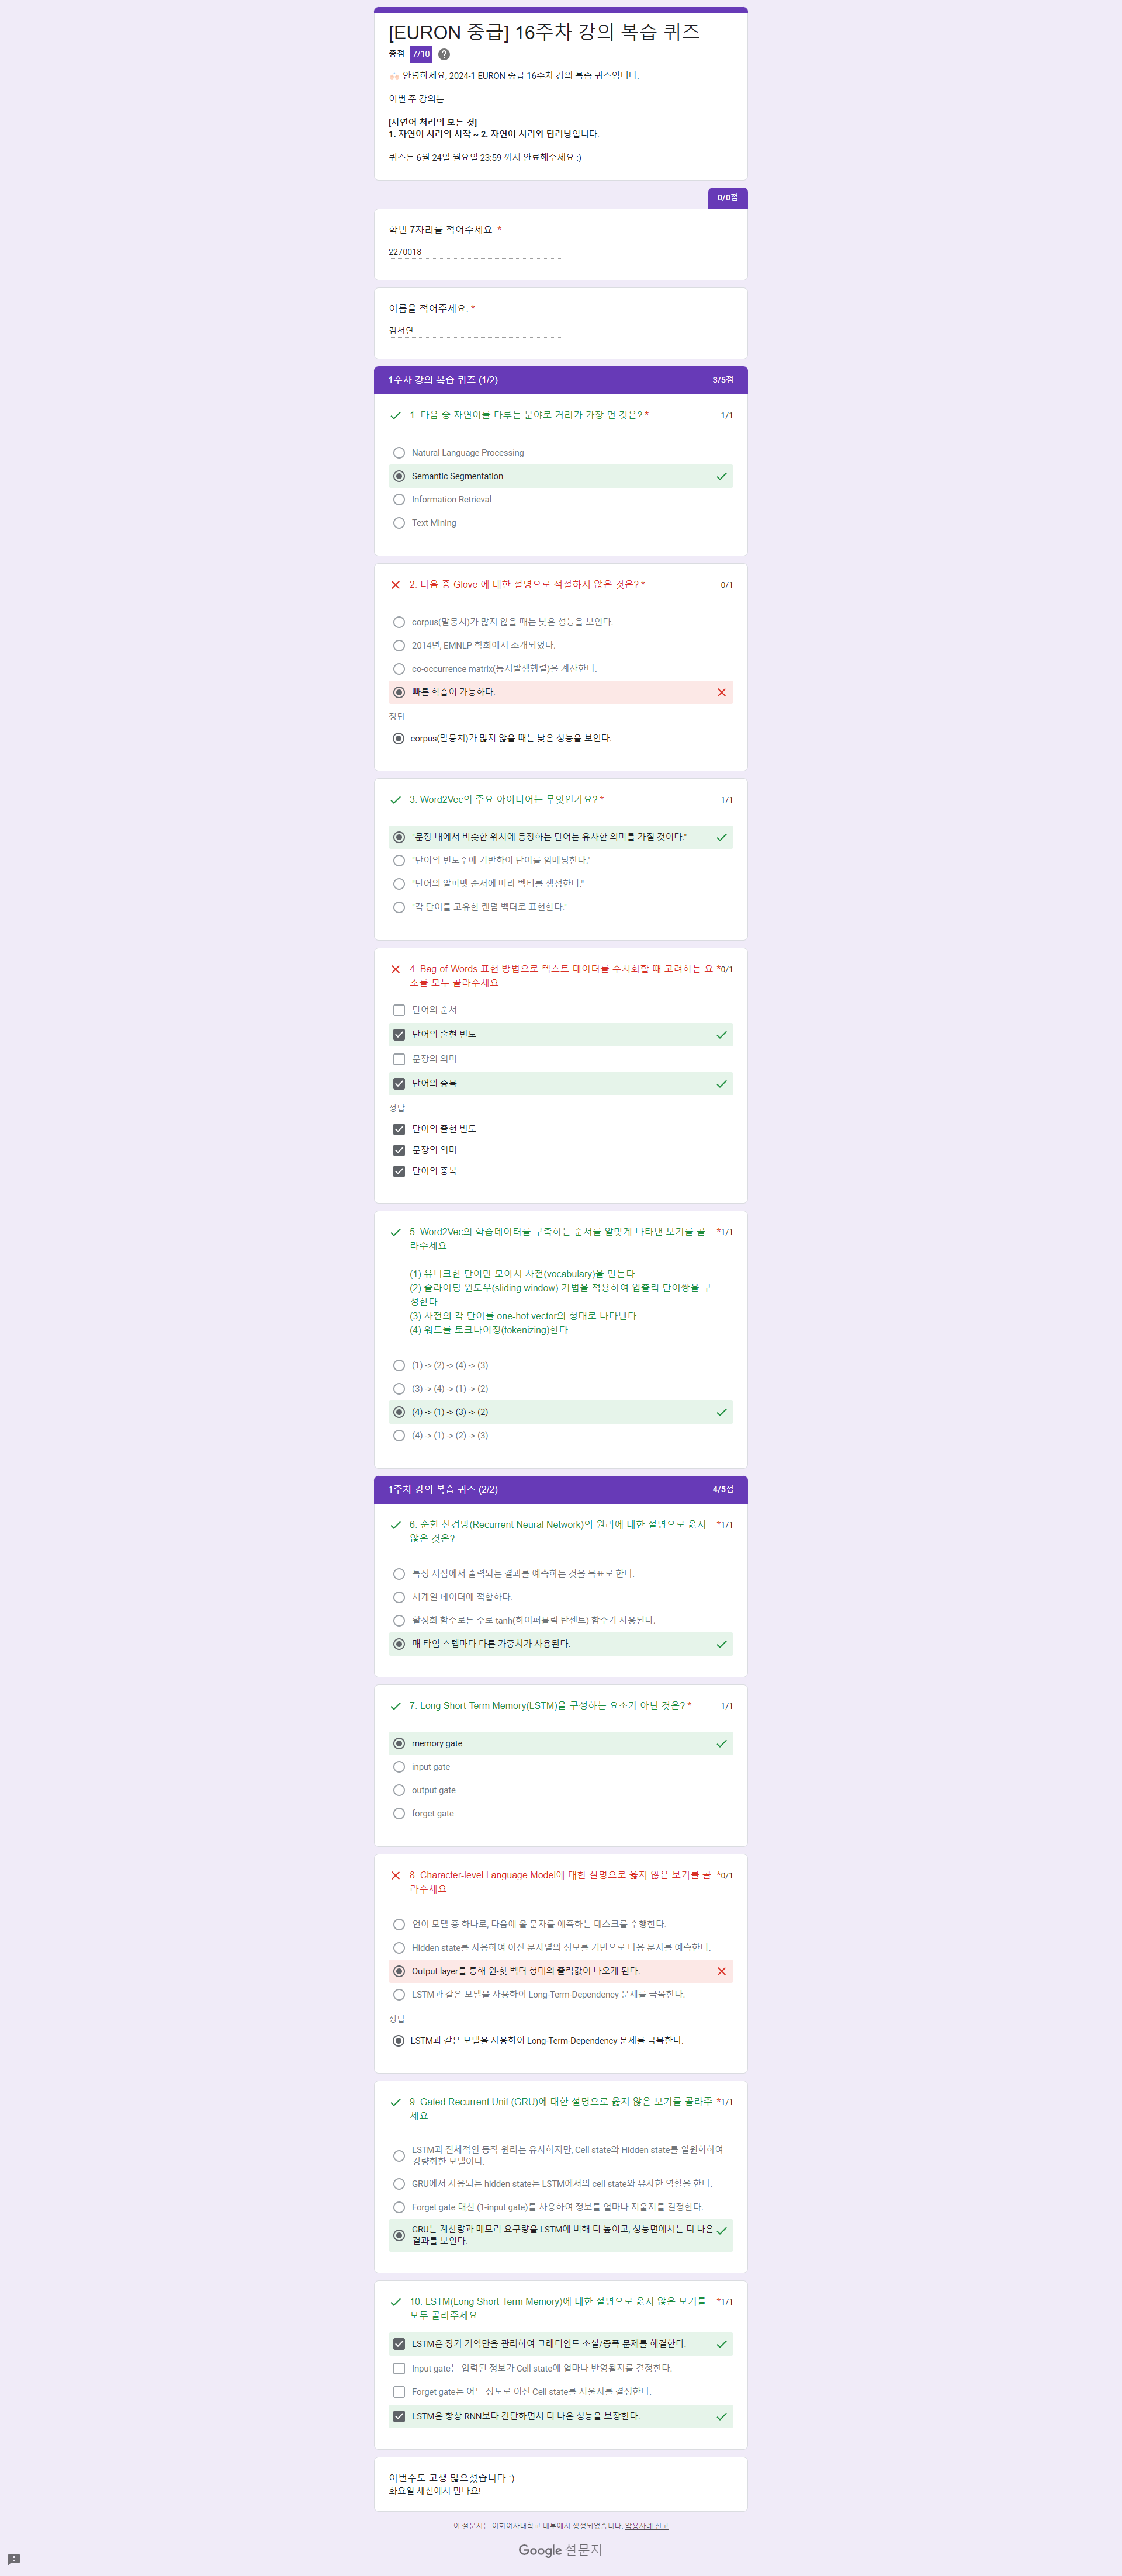 [EURON 중급] 16주차 강의 복습 퀴즈
총점 7/10
안녕하세요, 2024-1 EURON 중급 16주차 강의 복습 퀴즈입니다.
이번 주 강의는
[자연어 처리의 모든 것]
1. 자연어 처리의 시작 ~ 2. 자연어 처리와 딥러닝입니다.
퀴즈는 6월 24일 월요일 23:59 까지 완료해주세요 :)
0/0점
학번 7자리를 적어주세요. *
2270018
이름을 적어주세요. *
김서연
1주차 강의 복습 퀴즈 (1/2) 3/5점
1. 다음 중 자연어를 다루는 분야로 거리가 가장 먼 것은? * 1/1
Natural Language Processing
Semantic Segmentation
Information Retrieval
Text Mining
2. 다음 중 Glove 에 대한 설명으로 적절하지 않은 것은? * 0/1
corpus(말뭉치)가 많지 않을 때는 낮은 성능을 보인다.
2014년, EMNLP 학회에서 소개되었다.
co-occurrence matrix(동시발생행렬)을 계산한다.
빠른 학습이 가능하다.
정답
corpus(말뭉치)가 많지 않을 때는 낮은 성능을 보인다.
3. Word2Vec의 주요 아이디어는 무엇인가요? * 1/1
"문장 내에서 비슷한 위치에 등장하는 단어는 유사한 의미를 가질 것이다."
"단어의 빈도수에 기반하여 단어를 임베딩한다."
"단어의 알파벳 순서에 따라 벡터를 생성한다."
"각 단어를 고유한 랜덤 벡터로 표현한다."
4. Bag-of-Words 표현 방법으로 텍스트 데이터를 수치화할 때 고려하는 요 *0/1
소를 모두 골라주세요
단어의 순서
단어의 출현 빈도
문장의 의미
단어의 중복
정답
단어의 출현 빈도
문장의 의미
단어의 중복
5. Word2Vec의 학습데이터를 구축하는 순서를 알맞게 나타낸 보기를 골 *1/1
라주세요
(1) 유니크한 단어만 모아서 사전(vocabulary)을 만든다
(2) 슬라이딩 윈도우(sliding window) 기법을 적용하여 입출력 단어쌍을 구
성한다
(3) 사전의 각 단어를 one-hot vector의 형태로 나타낸다
(4) 워드를 토크나이징(tokenizing)한다
(1) -> (2) -> (4) -> (3)
(3) -> (4) -> (1) -> (2)
(4) -> (1) -> (3) -> (2)
(4) -> (1) -> (2) -> (3)
1주차 강의 복습 퀴즈 (2/2) 4/5점
6. 순환 신경망(Recurrent Neural Network)의 원리에 대한 설명으로 옳지 *1/1
않은 것은?
특정 시점에서 출력되는 결과를 예측하는 것을 목표로 한다.
시계열 데이터에 적합하다.
활성화 함수로는 주로 tanh(하이퍼볼릭 탄젠트) 함수가 사용된다.
매 타임 스텝마다 다른 가중치가 사용된다.
7. Long Short-Term Memory(LSTM)을 구성하는 요소가 아닌 것은? * 1/1
memory gate
input gate
output gate
forget gate
8. Character-level Language Model에 대한 설명으로 옳지 않은 보기를 골 *0/1
라주세요
언어 모델 중 하나로, 다음에 올 문자를 예측하는 태스크를 수행한다.
Hidden state를 사용하여 이전 문자열의 정보를 기반으로 다음 문자를 예측한다.
Output layer를 통해 원-핫 벡터 형태의 출력값이 나오게 된다.
LSTM과 같은 모델을 사용하여 Long-Term-Dependency 문제를 극복한다.
정답
LSTM과 같은 모델을 사용하여 Long-Term-Dependency 문제를 극복한다.
9. Gated Recurrent Unit (GRU)에 대한 설명으로 옳지 않은 보기를 골라주 *1/1
세요
LSTM과 전체적인 동작 원리는 유사하지만, Cell state와 Hidden state를 일원화하여
경량화한 모델이다.
GRU에서 사용되는 hidden state는 LSTM에서의 cell state와 유사한 역할을 한다.
Forget gate 대신 (1-input gate)를 사용하여 정보를 얼마나 지울지를 결정한다.
GRU는 계산량과 메모리 요구량을 LSTM에 비해 더 높이고, 성능면에서는 더 나은
결과를 보인다.
10. LSTM(Long Short-Term Memory)에 대한 설명으로 옳지 않은 보기를 *1/1
모두 골라주세요
LSTM은 장기 기억만을 관리하여 그레디언트 소실/증폭 문제를 해결한다.
Input gate는 입력된 정보가 Cell state에 얼마나 반영될지를 결정한다.
Forget gate는 어느 정도로 이전 Cell state를 지울지를 결정한다.
LSTM은 항상 RNN보다 간단하면서 더 나은 성능을 보장한다.
이번주도 고생 많으셨습니다 :)
화요일 세션에서 만나요!
이 설문지는 이화여자대학교 내부에서 생성되었습니다. 악용사례 신고
Google 설문지